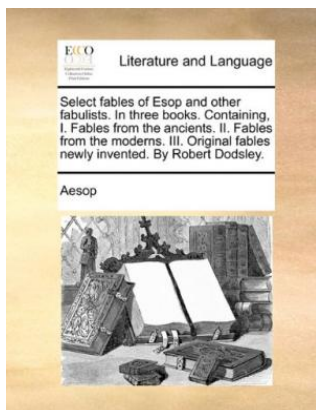 ECCO
Literature and Language
Select fables of Esop and other
fabulists. In three books. Containing,
I. Fables from the ancients. II. Fables
from the moderns. III. Original fables
newly invented. By Robert Dodsley.
Aesop